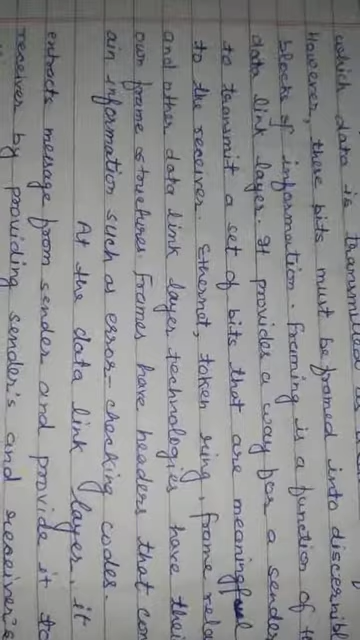 which data is transmitted
However, these bits must be framed into discernible
blocks of information. Framing is a function of
data link layer. It provides a way for a sender
to transmit a set of bits that are meaningful
to the receiver. Ethernet, token ring, frame rela
and other data link layer technologies have thei
own frame structures. Frames have headers that con
ain information such as error-checking codes.
At the data link layer, it
extracts message from sender and provide it to
receiver by providing sender's and receiver's